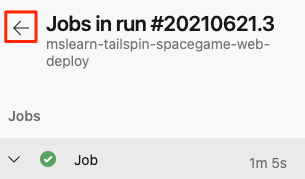 Jobs in run #20210621.3
mslearn-tailspin-spacegame-web-
deploy
Jobs
Job 1m 5s